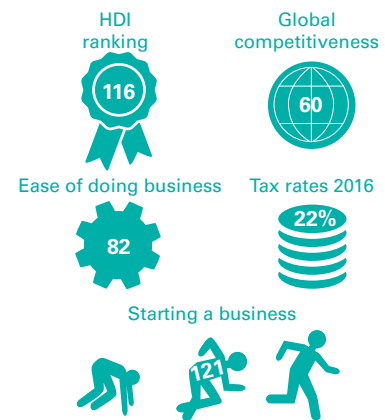 HDI
ranking
116
Global
competitiveness
60
Ease of doing business
82
Tax rates 2016
22%
Starting a business
121